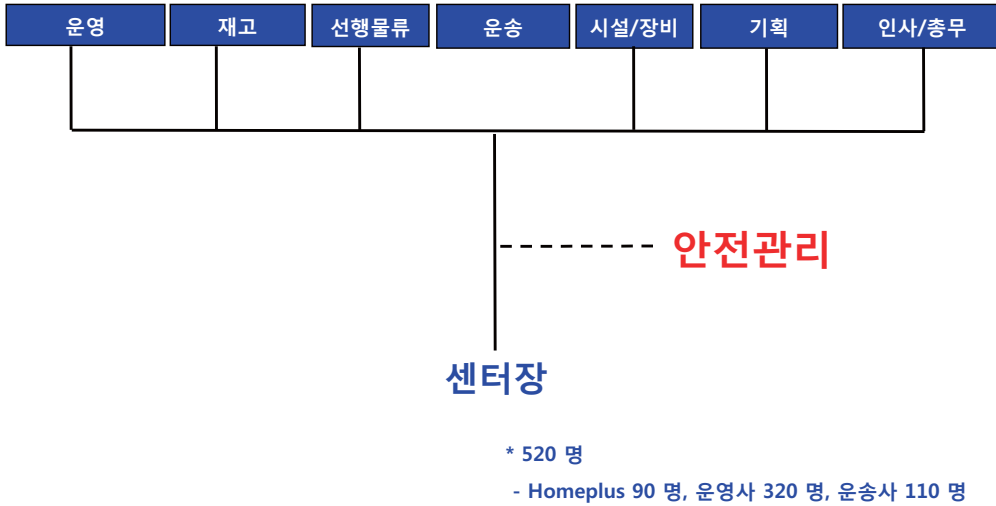 운영 재고 선행물류 운송 시설/장비 기획 인사/총무
안전관리
센터장
* 520 명
- Homeplus 90 명, 운영사 320 명, 운송사 110 명